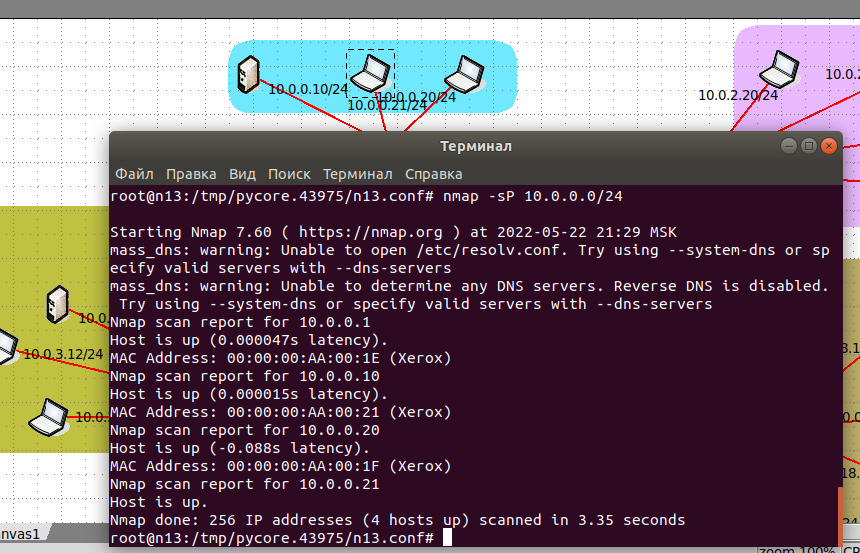 10.0.0.10/24
10.0.0.20/24
10.0.0.21/24
10.0.2.20/24
10.0.2
Терминал
Файл Правка Вид Поиск Терминал Справка
root@n13:/tmp/pycore.43975/n13.conf# nmap -sP 10.0.0.0/24
Starting Nmap 7.60 ( https://nmap.org ) at 2022-05-22 21:29 MSK
mass_dns: warning: Unable to open /etc/resolv.conf. Try using --system-dns or sp
ecify valid servers with --dns-servers
mass_dns: warning: Unable to determine any DNS servers. Reverse DNS is disabled.
Try using --system-dns or specify valid servers with --dns-servers
Nmap scan report for 10.0.0.1
Host is up (0.000047s latency).
MAC Address: 00:00:00:AA:00:1E (Xerox)
Nmap scan report for 10.0.0.10
Host is up (0.000015s latency).
MAC Address: 00:00:00:AA:00:21 (Xerox)
Nmap scan report for 10.0.0.20
Host is up (-0.088s latency).
MAC Address: 00:00:00:AA:00:1F (Xerox)
Nmap scan report for 10.0.0.21
Host is up.
Nmap done: 256 IP addresses (4 hosts up) scanned in 3.35 seconds
root@n13:/tmp/pycore.43975/n13.conf#
10.0.
10.0.3.12/24
10.0.
nvas1
zoom 100%